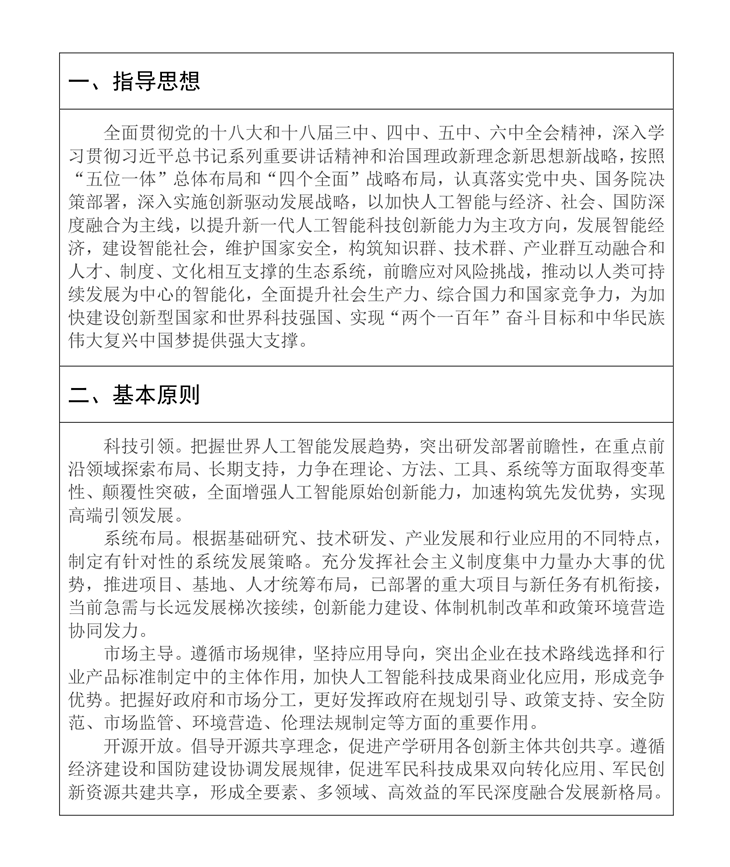 一、指导思想
全面贯彻党的十八大和十八届三中、四中、五中、六中全会精神，深入学
习贯彻习近平总书记系列重要讲话精神和治国理政新理念新思想新战略，按照
“五位一体”总体布局和“四个全面”战略布局，认真落实党中央、国务院决
策部署，深入实施创新驱动发展战略，以加快人工智能与经济、社会、国防深
度融合为主线，以提升新一代人工智能科技创新能力为主攻方向，发展智能经
济，建设智能社会，维护国家安全，构筑知识群、技术群、产业群互动融合和
人才、制度、文化相互支撑的生态系统，前瞻应对风险挑战，推动以人类可持
续发展为中心的智能化，全面提升社会生产力、综合国力和国家竞争力，为加
快建设创新型国家和世界科技强国、实现“两个一百年”奋斗目标和中华民族
伟大复兴中国梦提供强大支撑。
二、基本原则
科技引领。把握世界人工智能发展趋势，突出研发部署前瞻性，在重点前
沿领域探索布局、长期支持，力争在理论、方法、工具、系统等方面取得变革
性、颠覆性突破，全面增强人工智能原始创新能力，加速构筑先发优势，实现
高端引领发展。
系统布局。根据基础研究、技术研发、产业发展和行业应用的不同特点，
制定有针对性的系统发展策略。充分发挥社会主义制度集中力量办大事的优
势，推进项目、基地、人才统筹布局，已部署的重大项目与新任务有机衔接，
当前急需与长远发展梯次接续，创新能力建设、体制机制改革和政策环境营造
协同发力。
市场主导。遵循市场规律，坚持应用导向，突出企业在技术路线选择和行
业产品标准制定中的主体作用，加快人工智能科技成果商业化应用，形成竞争
优势。把握好政府和市场分工，更好发挥政府在规划引导、政策支持、安全防
范、市场监管、环境营造、伦理法规制定等方面的重要作用。
开源开放。倡导开源共享理念，促进产学研用各创新主体共创共享。遵循
经济建设和国防建设协调发展规律，促进军民科技成果双向转化应用、军民创
新资源共建共享，形成全要素、多领域、高效益的军民深度融合发展新格局。